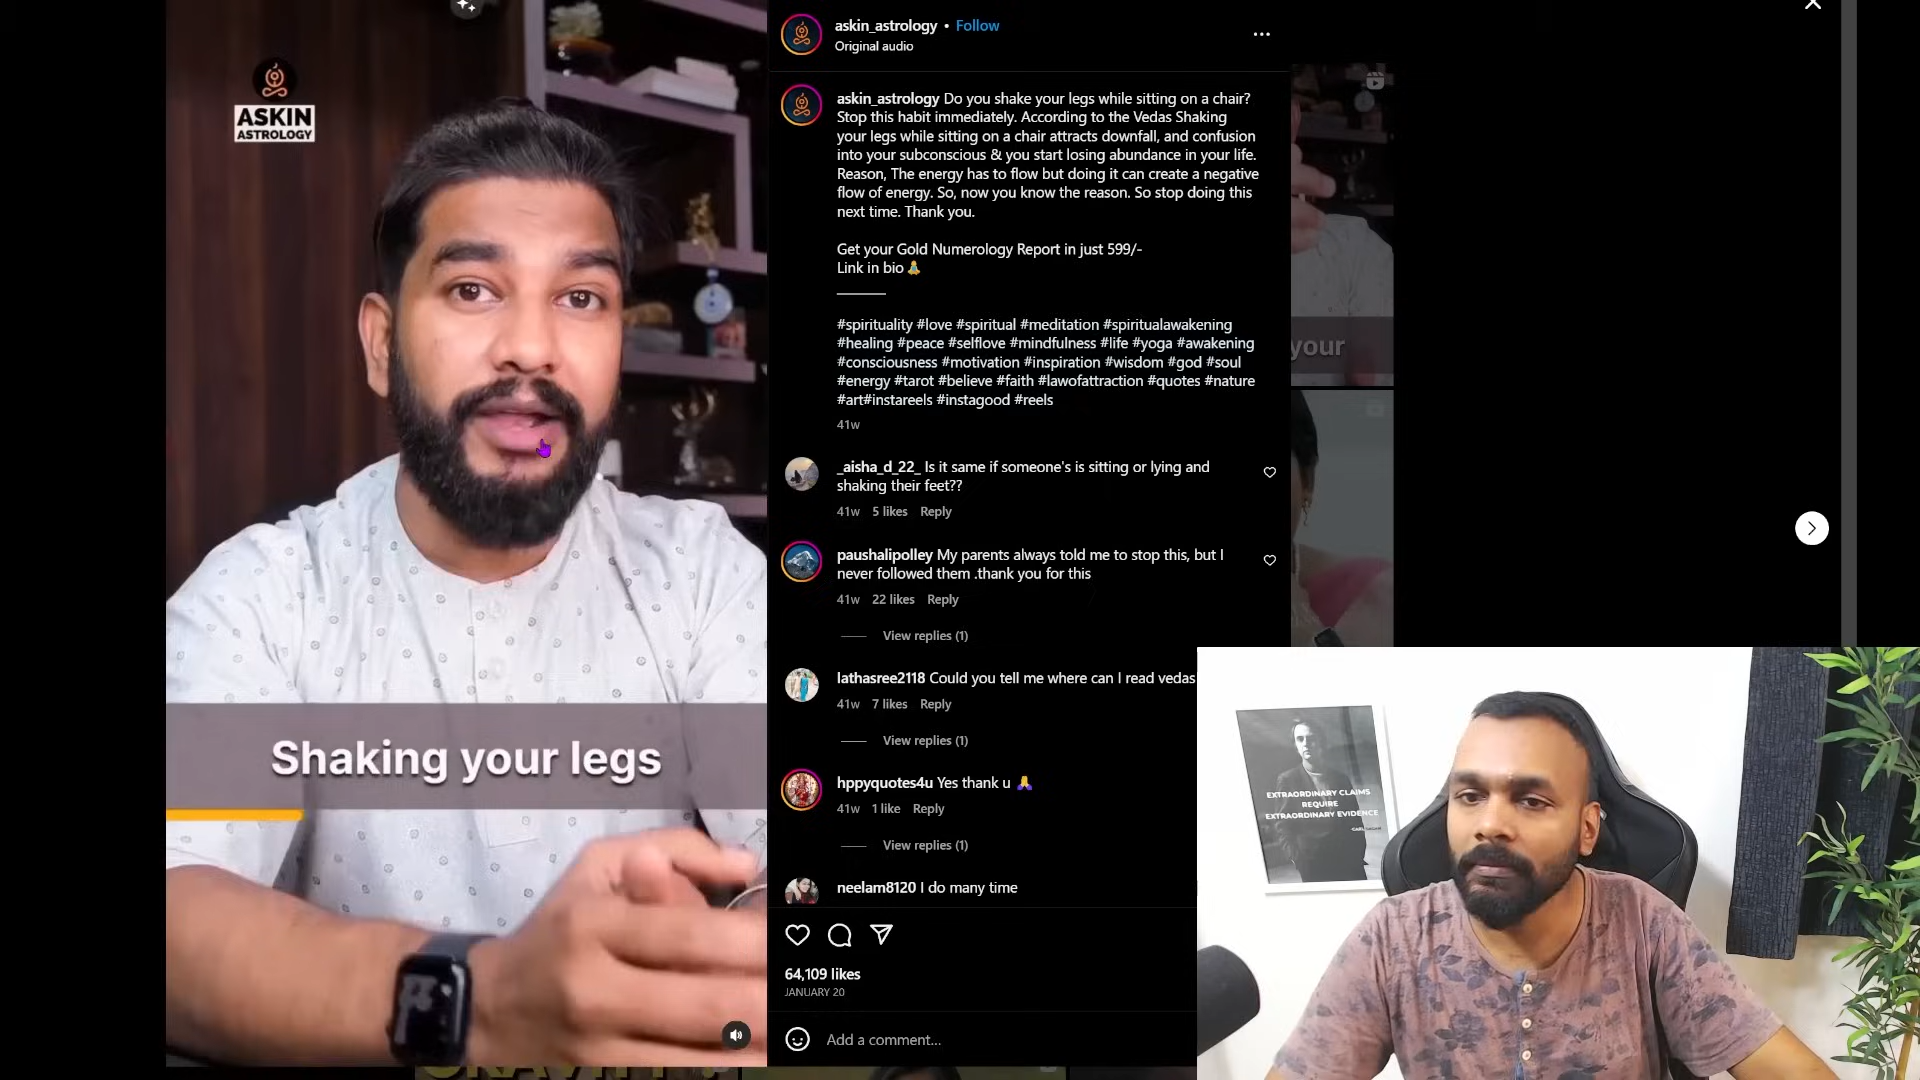 ASKIN
ASTROLOGY
Shaking your legs
askin_astrology • Follow
Original audio
askin_astrology Do you shake your legs while sitting on a chair?
Stop this habit immediately. According to the Vedas Shaking
your legs while sitting on a chair attracts downfall, and confusion
into your subconscious & you start losing abundance in your life.
Reason, The energy has to flow but doing it can create a negative
flow of energy. So, now you know the reason. So stop doing this
next time. Thank you.
Get your Gold Numerology Report in just 599/-
Link in bio🧘
#spirituality #love #spiritual #meditation #spiritualawakening
#healing #peace #selflove #mindfulness #life #yoga #awakening
#consciousness #motivation #inspiration #wisdom #god #soul
#energy #tarot #believe #faith #lawofattraction #quotes #nature
#art#instareels #instagood #reels
41w
_aisha_d_22_ Is it same if someone's is sitting or lying and
shaking their feet??
41w 5 likes Reply
paushalipolley My parents always told me to stop this, but I
never followed them .thank you for this
41w 22 likes Reply
View replies (1)
lathasree2118 Could you tell me where can I read vedas
41w 7 likes Reply
View replies (1)
hppyquotes4u Yes thank u 🙏
41w 1 like Reply
View replies (1)
neelam8120 I do many time
64,109 likes
JANUARY 20
Add a comment...
your
EXTRAORDINARY CLAIMS
REQUIRE
EXTRAORDINARY EVIDENCE